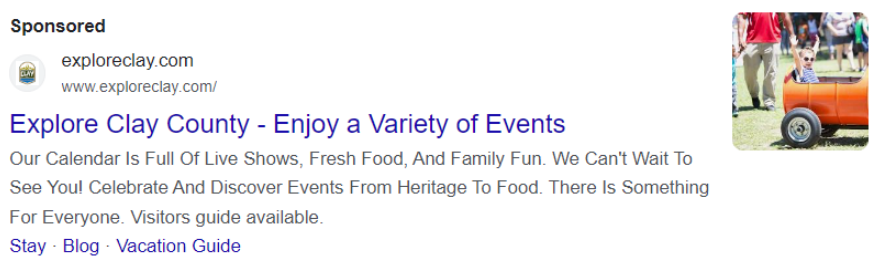 Sponsored
exploreclay.com
CLAY
www.exploreclay.com/
Explore Clay County - Enjoy a Variety of Events
Our Calendar Is Full Of Live Shows, Fresh Food, And Family Fun. We Can't Wait To
See You! Celebrate And Discover Events From Heritage To Food. There Is Something
For Everyone. Visitors guide available.
Stay · Blog · Vacation Guide